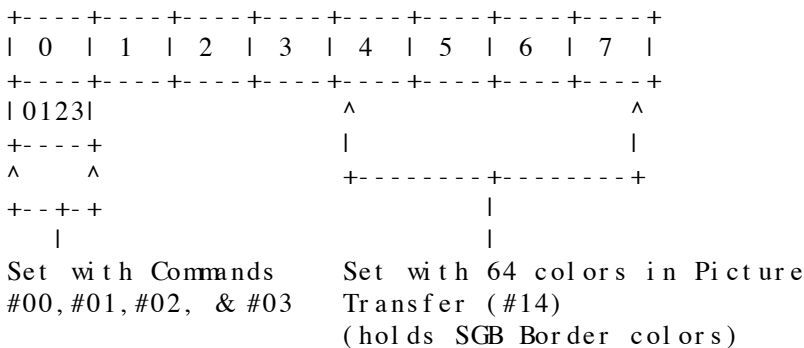 +----+----+----+----+----+----+----+----+
| 0 | 1 | 2 | 3 | 4 | 5 | 6 | 7 |
+----+----+----+----+----+----+----+----+
|0123| ^ ^
+----+ | |
^ ^ +--------+--------+
+--+-+ |
| |
Set with Commands Set with 64 colors in Picture
#00,#01,#02, & #03 Transfer (#14)
(holds SGB Border colors)